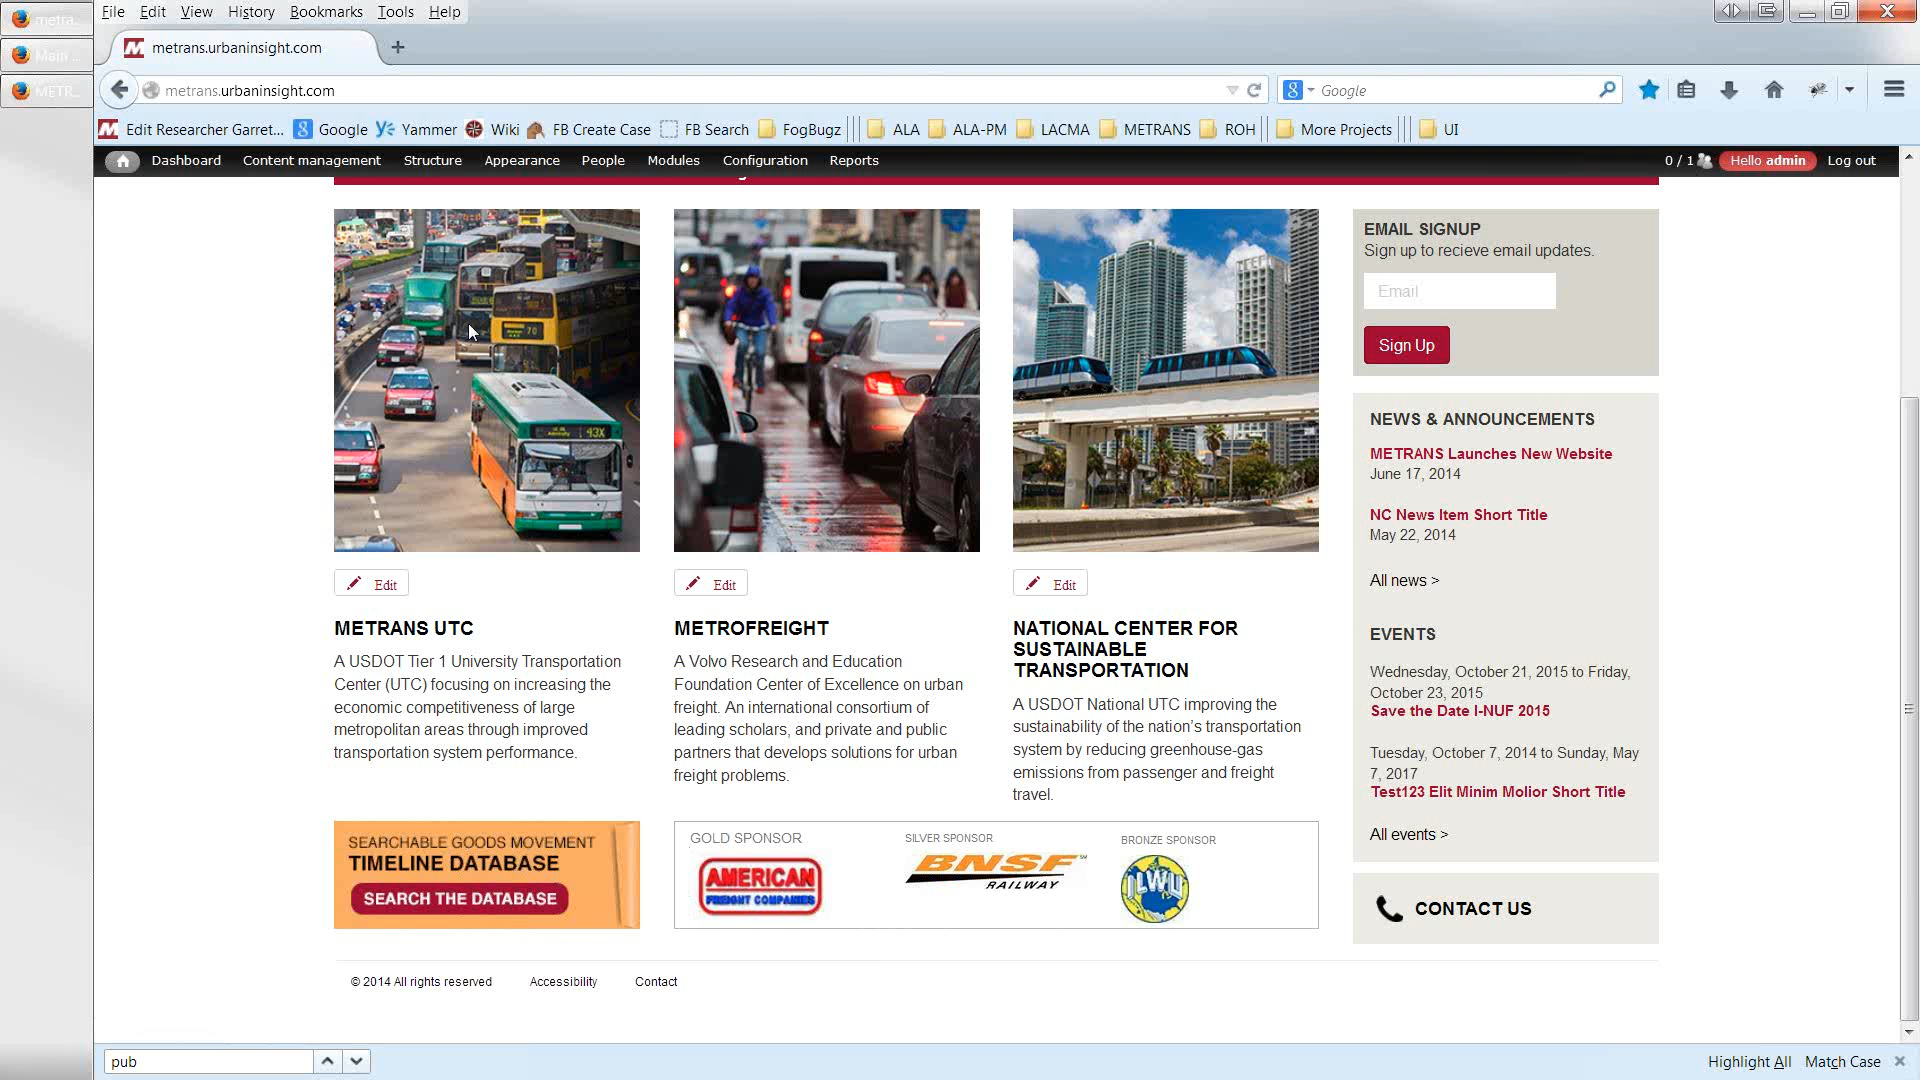 File Edit View History Bookmarks Tools Help
metrans.urbaninsight.com
metrans.urbaninsight.com
Google
Edit Researcher Garret... Google Yammer Wiki FB Create Case FB Search FogBugz ALA ALA-PM LACMA METRANS ROH More Projects UI
Dashboard Content management Structure Appearance People Modules Configuration Reports 0 / 1 Hello admin Log out
EMAIL SIGNUP
Sign up to recieve email updates.
Email
Sign Up
NEWS & ANNOUNCEMENTS
METRANS Launches New Website
June 17, 2014
NC News Item Short Title
May 22, 2014
All news >
EVENTS
Wednesday, October 21, 2015 to Friday,
October 23, 2015
Save the Date I-NUF 2015
Tuesday, October 7, 2014 to Sunday, May
7, 2017
Test123 Elit Minim Molior Short Title
All events >
CONTACT US
70
43X
Edit
METRANS UTC
A USDOT Tier 1 University Transportation
Center (UTC) focusing on increasing the
economic competitiveness of large
metropolitan areas through improved
transportation system performance.
Edit
METROFREIGHT
A Volvo Research and Education
Foundation Center of Excellence on urban
freight. An international consortium of
leading scholars, and private and public
partners that develops solutions for urban
freight problems.
Edit
NATIONAL CENTER FOR
SUSTAINABLE
TRANSPORTATION
A USDOT National UTC improving the
sustainability of the nation's transportation
system by reducing greenhouse-gas
emissions from passenger and freight
travel.
SEARCHABLE GOODS MOVEMENT
TIMELINE DATABASE
SEARCH THE DATABASE
GOLD SPONSOR
AMERICAN
FREIGHT COMPANIES
SILVER SPONSOR
BNSF
RAILWAY
BRONZE SPONSOR
ILWU
© 2014 All rights reserved Accessibility Contact
pub
Highlight All Match Case